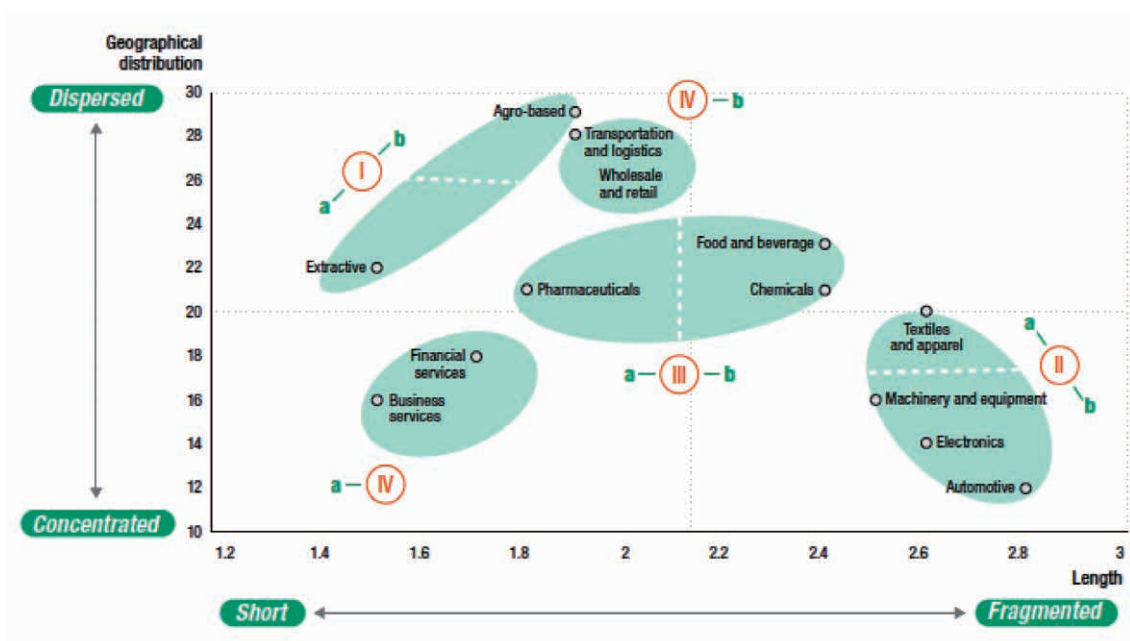 Geographical
distribution
Dispersed
30
28
26
24
22
20
18
16
14
12
10
Concentrated
Agro-based
IV
b
Transportation
and logistics
Wholesale
and retail
b
I
a
Extractive
Food and beverage
Pharmaceuticals
Chemicals
Textiles
and apparel
a
II
b
Financial
services
a
III
b
Business
services
Machinery and equipment
Electronics
a
IV
Automotive
1.2
1.4
1.6
1.8
2
2.2
2.4
2.6
2.8
3
Length
Short
Fragmented